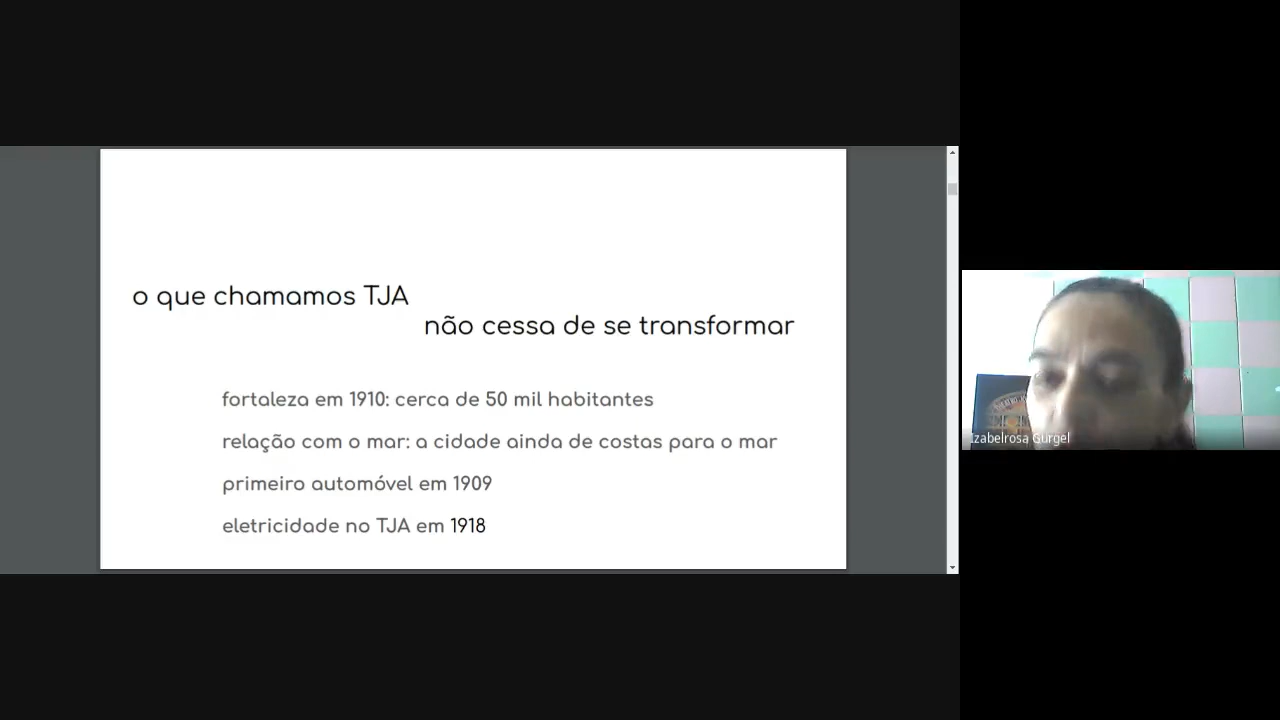 o que chamamos TJA
não cessa de se transformar
fortaleza em 1910: cerca de 50 mil habitantes
relação com o mar: a cidade ainda de costas para o mar
primeiro automóvel em 1909
eletricidade no TJA em 1918
Izabelrosa Gurgel